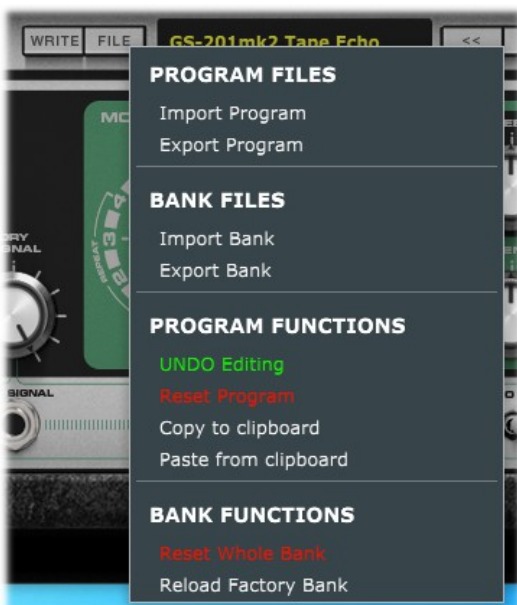 WRITE FILE GS-201mk2 Tape Echo <<
PROGRAM FILES
Import Program
Export Program
BANK FILES
Import Bank
Export Bank
PROGRAM FUNCTIONS
UNDO Editing
Reset Program
Copy to clipboard
Paste from clipboard
BANK FUNCTIONS
Reset Whole Bank
Reload Factory Bank
REPEAT
3
SIGNAL